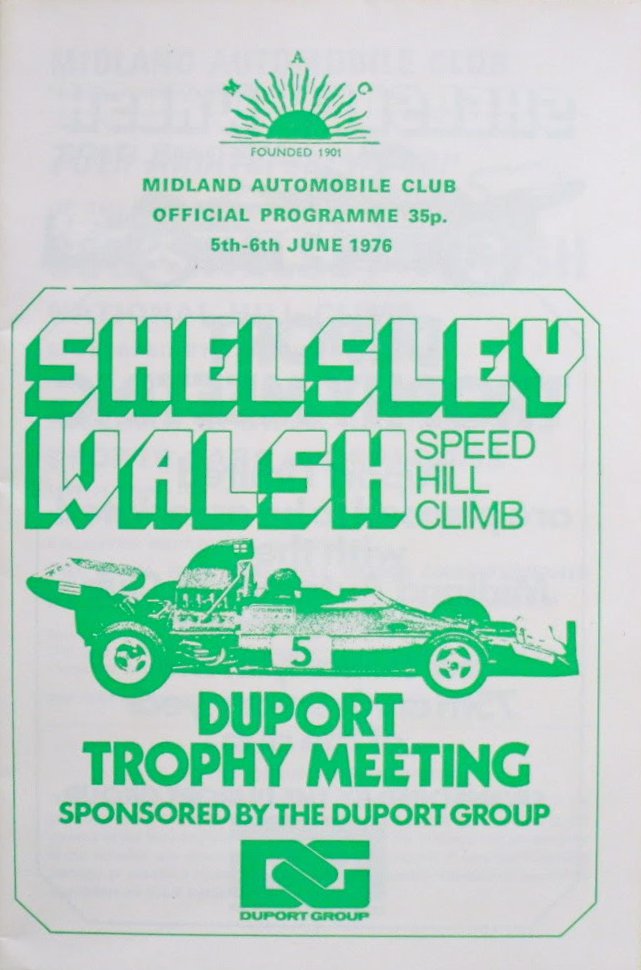 M A C
FOUNDED 1901
MIDLAND AUTOMOBILE CLUB
OFFICIAL PROGRAMME 35p.
5th-6th JUNE 1976
SHELSLEY
WALSH
SPEED
HILL
CLIMB
5
DUPORT
TROPHY MEETING
SPONSORED BY THE DUPORT GROUP
DG
DUPORT GROUP